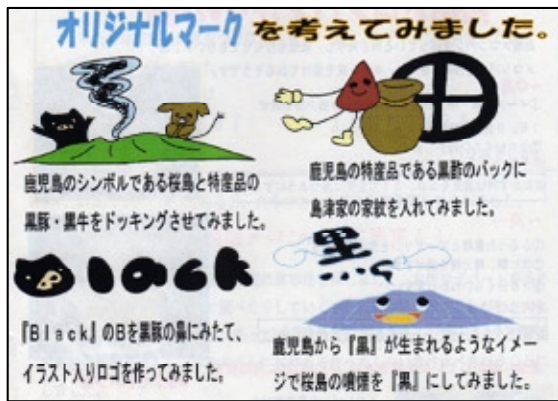 オリジナルマークを考えてみました。
鹿児島のシンボルである桜島と特産品の
黒豚・黒牛をドッキングさせてみました。
鹿児島の特産品である黒酢のバックに
島津家の家紋を入れてみました。
Black
『Black』のBを黒豚の鼻にみたて、
イラスト入りロゴを作ってみました。
黒
鹿児島から『黒』が生まれるようなイメー
ジで桜島の噴煙を『黒』にしてみました。